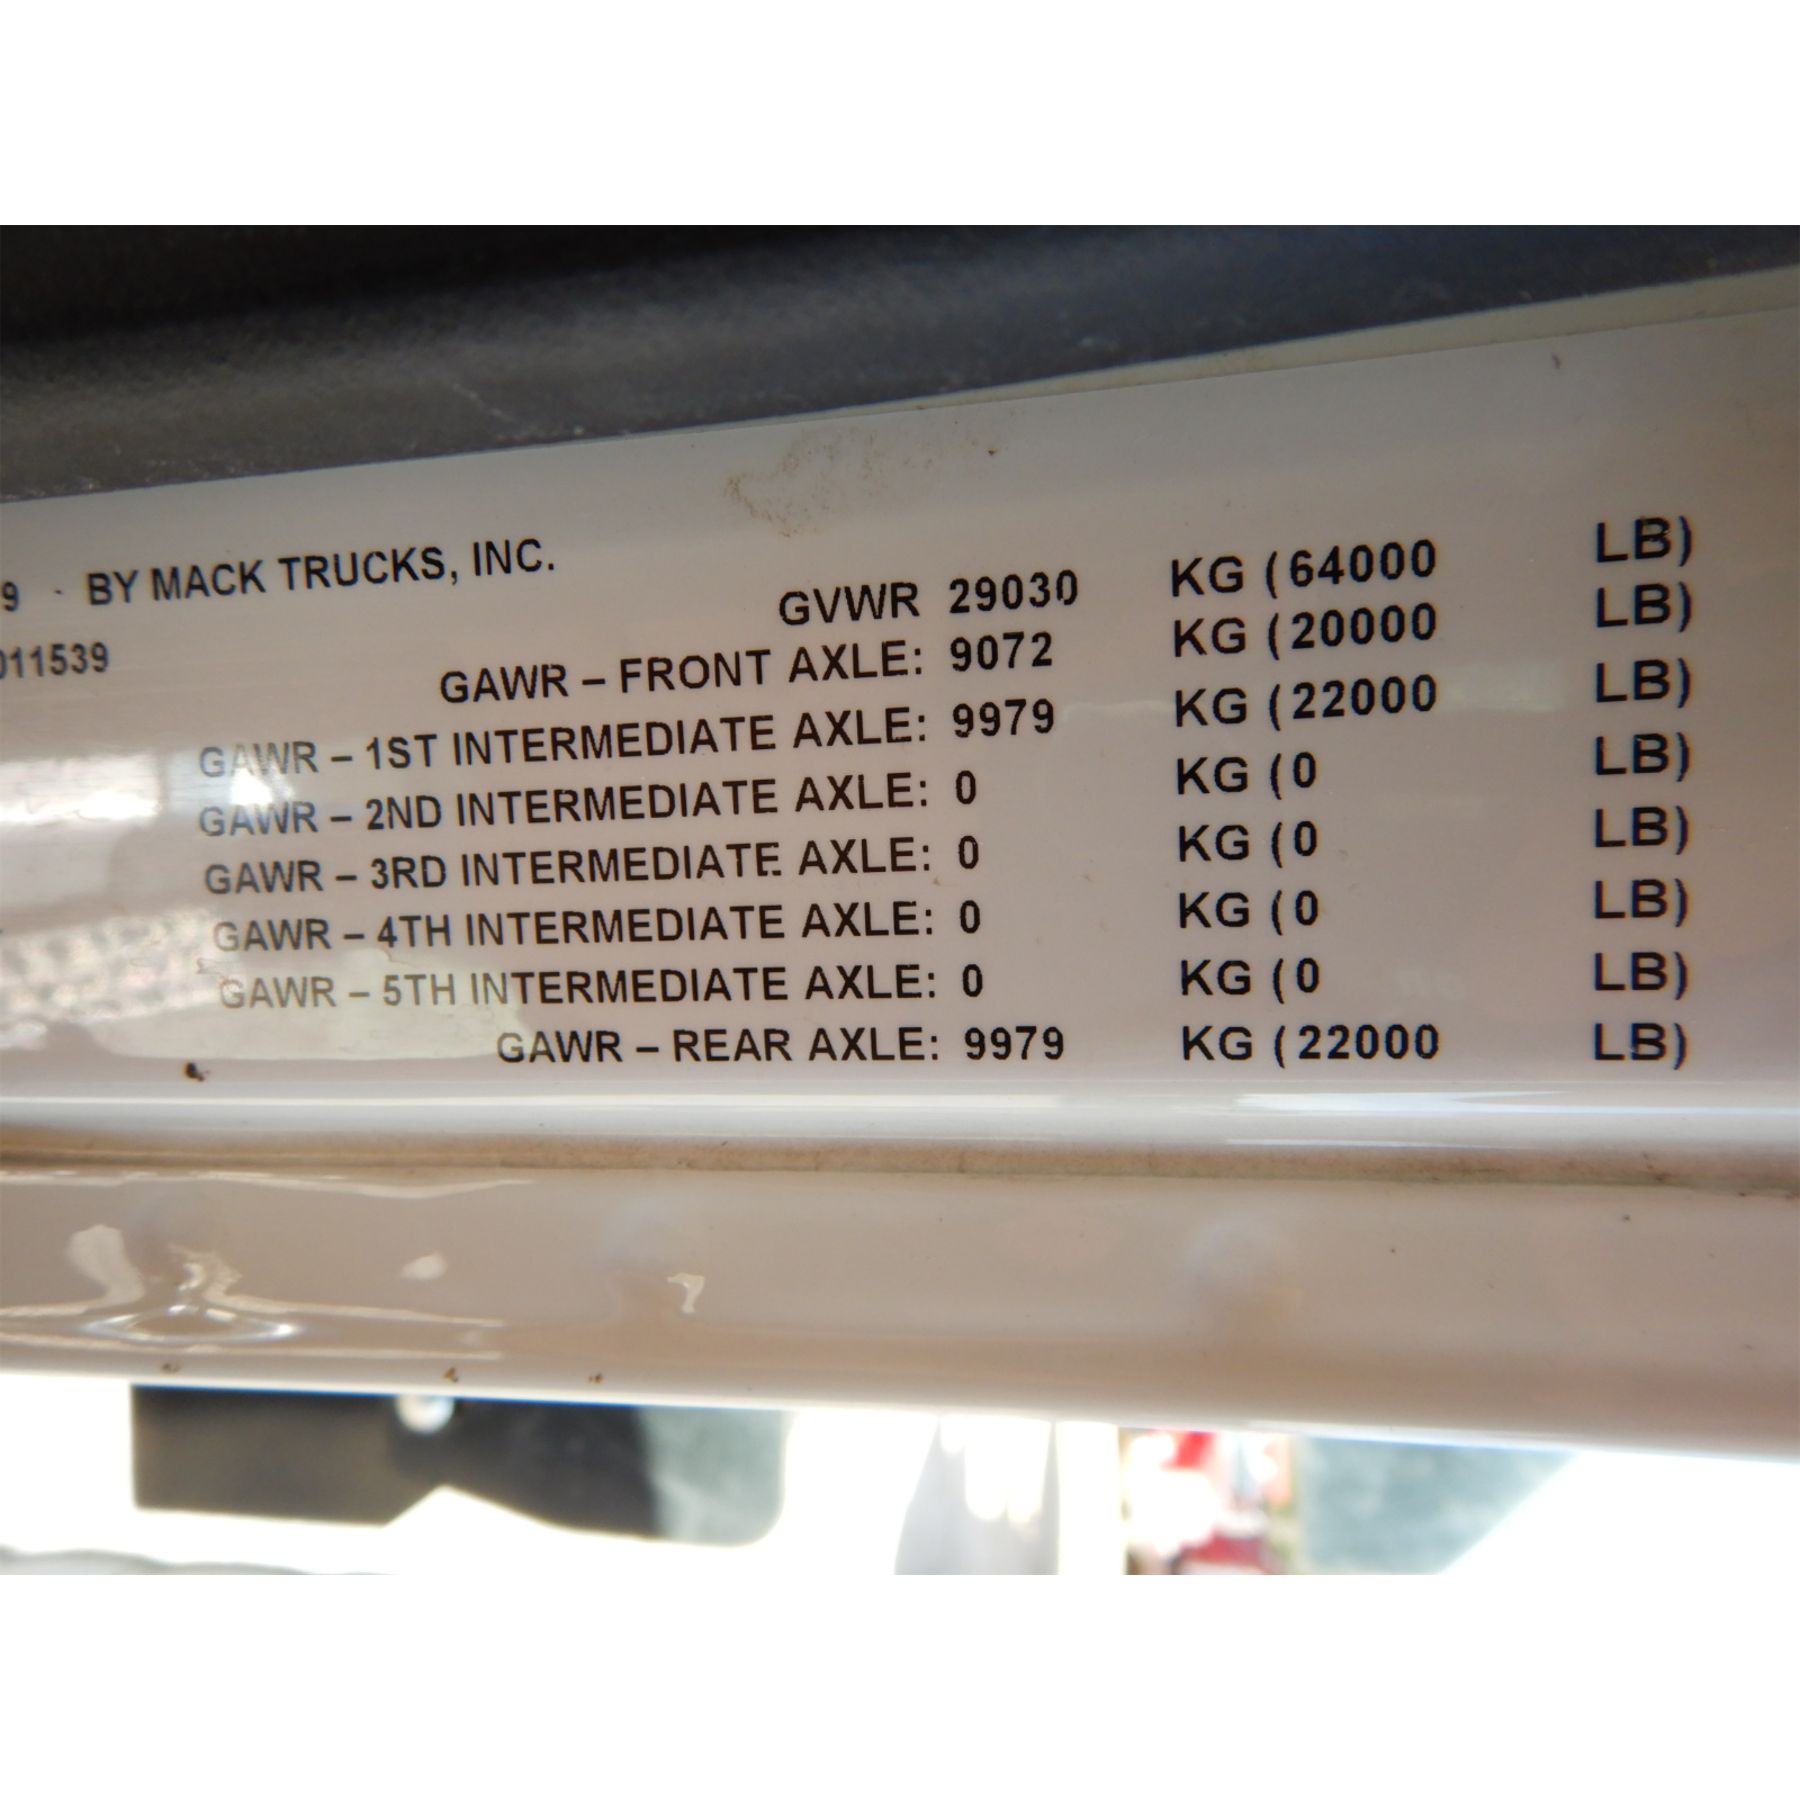 9 - BY MACK TRUCKS, INC.
011539
GVWR 29030 KG (64000 LB)
GAWR – FRONT AXLE: 9072 KG (20000 LB)
GAWR – 1ST INTERMEDIATE AXLE: 9979 KG (22000 LB)
GAWR – 2ND INTERMEDIATE AXLE: 0 KG (0 LB)
GAWR – 3RD INTERMEDIATE AXLE: 0 KG (0 LB)
GAWR – 4TH INTERMEDIATE AXLE: 0 KG (0 LB)
GAWR – 5TH INTERMEDIATE AXLE: 0 KG (0 LB)
GAWR – REAR AXLE: 9979 KG (22000 LB)